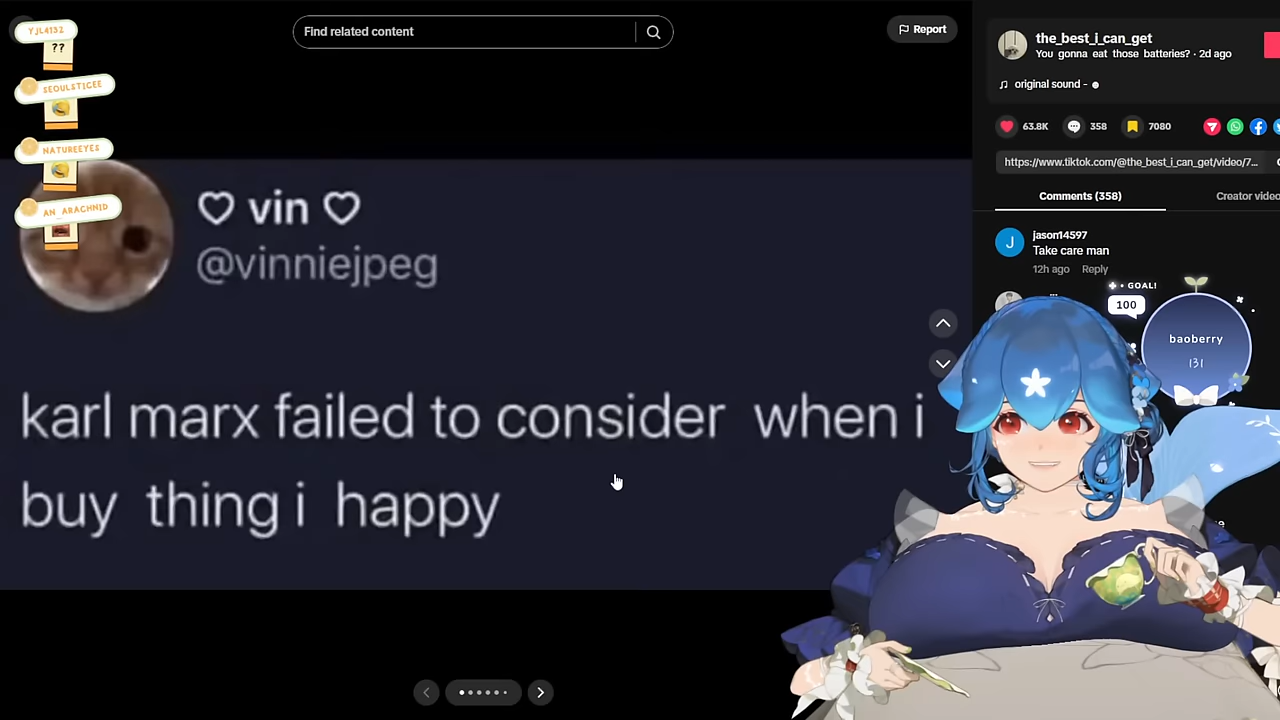 YJL4132
??
SEOULSTICEE
NATUREEYES
AN_ARACHNID
Find related content
Report
♡ vin ♡
@vinniejpeg
karl marx failed to consider when i
buy thing i happy
the_best_i_can_get
You gonna eat those batteries? · 2d ago
original sound -
63.8K
358
7080
https://www.tiktok.com/@the_best_i_can_get/video/7...
Comments (358)
Creator video
J
jason14597
Take care man
12h ago Reply
GOAL!
100
baoberry
131